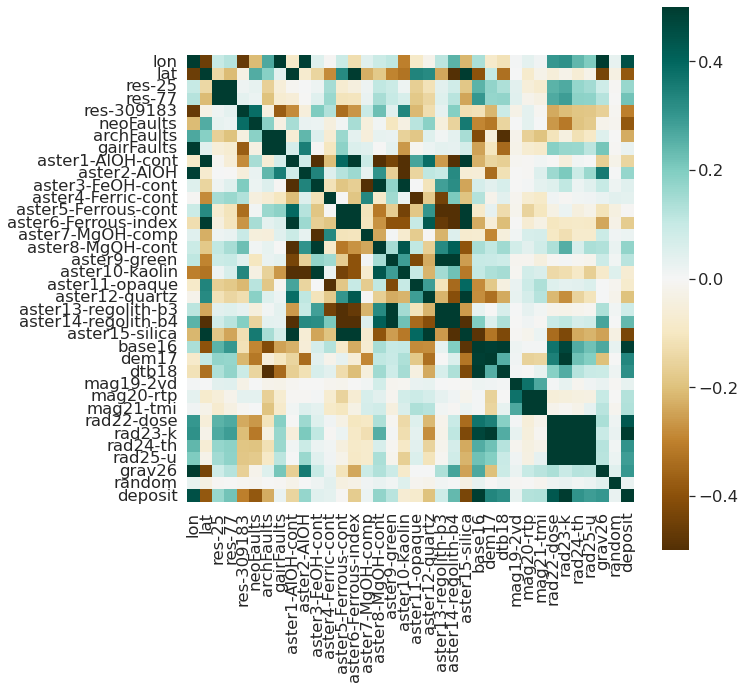 lon
lat
res-25
res-77
res-309183
neoFaults
archFaults
gairFaults
aster1-AlOH-cont
aster2-AlOH
aster3-FeOH-cont
aster4-Ferric-cont
aster5-Ferrous-cont
aster6-Ferrous-index
aster7-MgOH-comp
aster8-MgOH-cont
aster9-green
aster10-kaolin
aster11-opaque
aster12-quartz
aster13-regolith-b3
aster14-regolith-b4
aster15-silica
base16
dem17
dtb18
mag19-2vd
mag20-rtp
mag21-tmi
rad22-dose
rad23-k
rad24-th
rad25-u
grav26
random
deposit
lon
lat
res-25
res-77
res-309183
neoFaults
archFaults
gairFaults
aster1-AlOH-cont
aster2-AlOH
aster3-FeOH-cont
aster4-Ferric-cont
aster5-Ferrous-cont
aster6-Ferrous-index
aster7-MgOH-comp
aster8-MgOH-cont
aster9-green
aster10-kaolin
aster11-opaque
aster12-quartz
aster13-regolith-b3
aster14-regolith-b4
aster15-silica
base16
dem17
dtb18
mag19-2vd
mag20-rtp
mag21-tmi
rad22-dose
rad23-k
rad24-th
rad25-u
grav26
random
deposit
0.4
0.2
0.0
−0.2
−0.4